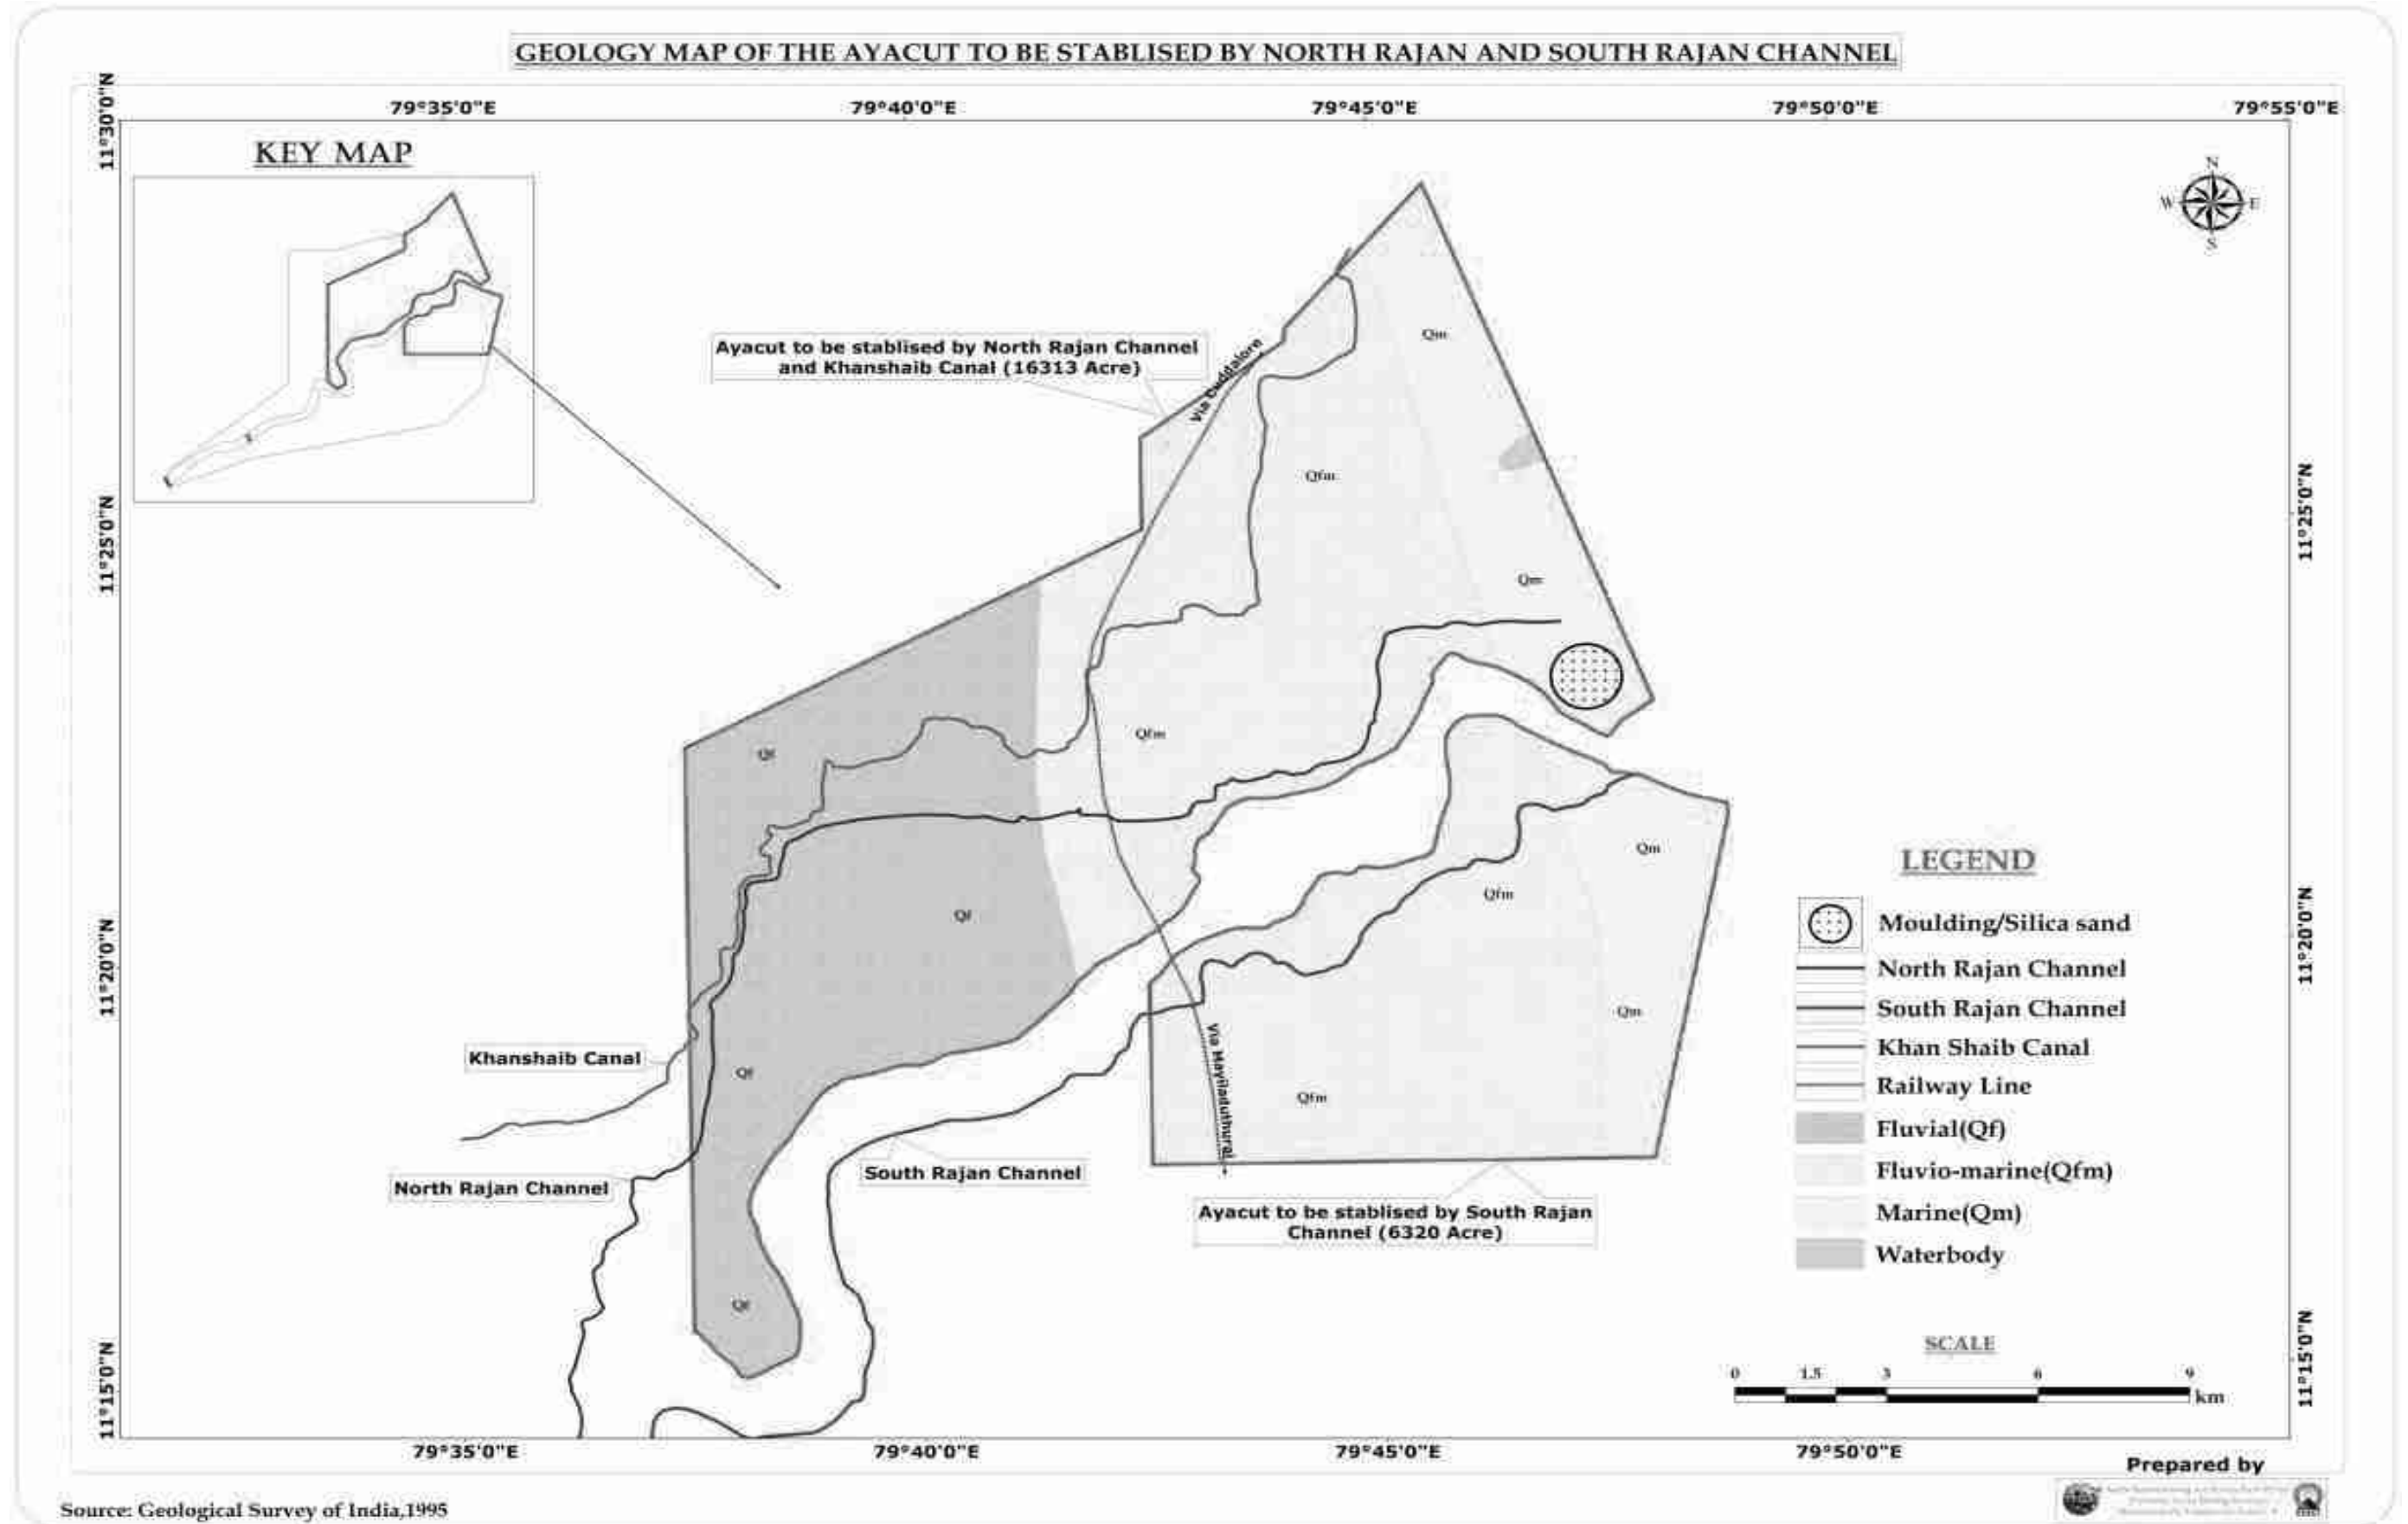 GEOLOGY MAP OF THE AYACUT TO BE STABLISED BY NORTH RAJAN AND SOUTH RAJAN CHANNEL
79°35'0"E 79°40'0"E 79°45'0"E 79°50'0"E 79°55'0"E
11°30'0"N
KEY MAP
N
W E
S
Ayacut to be stablised by North Rajan Channel
and Khanshaib Canal (16313 Acre)
Via Cuddalore
Qm
Qfm
11°25'0"N
11°25'0"N
Qm
Qfm
Qf
Qm
Qfm
Qf
LEGEND
Moulding/Silica sand
North Rajan Channel
South Rajan Channel
Khan Shaib Canal
Railway Line
Fluvial(Qf)
Fluvio-marine(Qfm)
Marine(Qm)
Waterbody
11°20'0"N
11°20'0"N
Qm
Khanshaib Canal
Qf
Via Mayiladuthurai
Qfm
North Rajan Channel
South Rajan Channel
Ayacut to be stablised by South Rajan
Channel (6320 Acre)
Qf
SCALE
0 1.5 3 6 9
km
11°15'0"N
11°15'0"N
79°35'0"E 79°40'0"E 79°45'0"E 79°50'0"E
Prepared by
Source: Geological Survey of India,1995